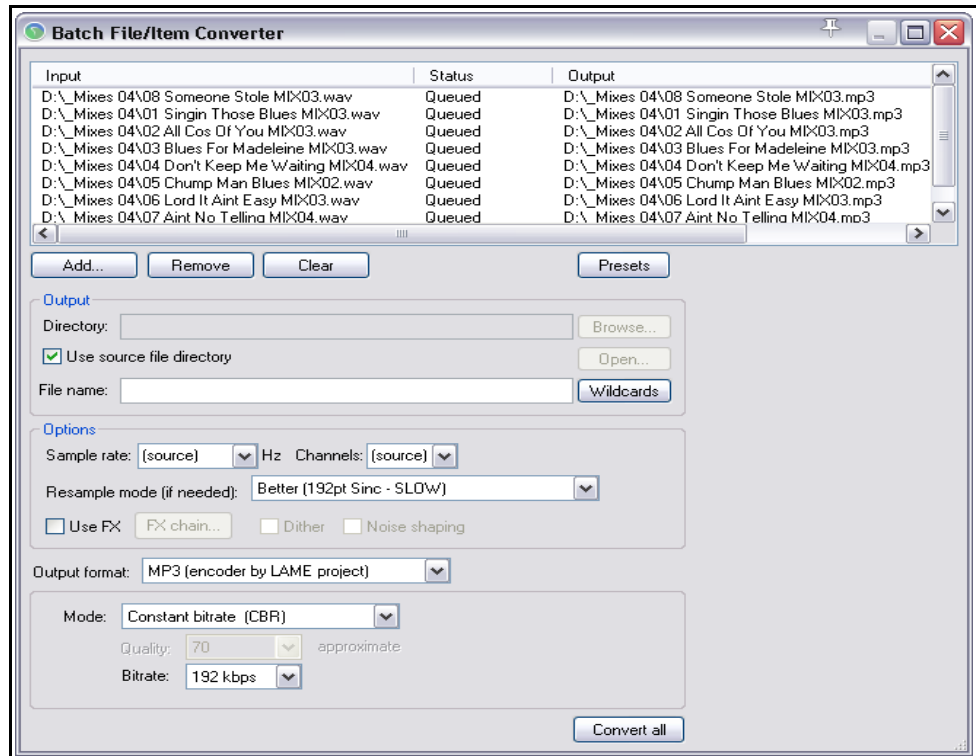 Batch File/Item Converter
Input Status Output
D:\_Mixes 04\08 Someone Stole MIX03.wav Queued D:\_Mixes 04\08 Someone Stole MIX03.mp3
D:\_Mixes 04\01 Singin Those Blues MIX03.wav Queued D:\_Mixes 04\01 Singin Those Blues MIX03.mp3
D:\_Mixes 04\02 All Cos Of You MIX03.wav Queued D:\_Mixes 04\02 All Cos Of You MIX03.mp3
D:\_Mixes 04\03 Blues For Madeleine MIX03.wav Queued D:\_Mixes 04\03 Blues For Madeleine MIX03.mp3
D:\_Mixes 04\04 Don't Keep Me Waiting MIX04.wav Queued D:\_Mixes 04\04 Don't Keep Me Waiting MIX04.mp3
D:\_Mixes 04\05 Chump Man Blues MIX02.wav Queued D:\_Mixes 04\05 Chump Man Blues MIX02.mp3
D:\_Mixes 04\06 Lord It Aint Easy MIX03.wav Queued D:\_Mixes 04\06 Lord It Aint Easy MIX03.mp3
D:\_Mixes 04\07 Aint No Telling MIX04.wav Queued D:\_Mixes 04\07 Aint No Telling MIX04.mp3
Add... Remove Clear Presets
Output
Directory: Browse...
Use source file directory Open...
File name: Wildcards
Options
Sample rate: (source) Hz Channels: (source)
Resample mode (if needed): Better (192pt Sinc - SLOW)
Use FX FX chain... Dither Noise shaping
Output format: MP3 (encoder by LAME project)
Mode: Constant bitrate (CBR)
Quality: 70 approximate
Bitrate: 192 kbps
Convert all